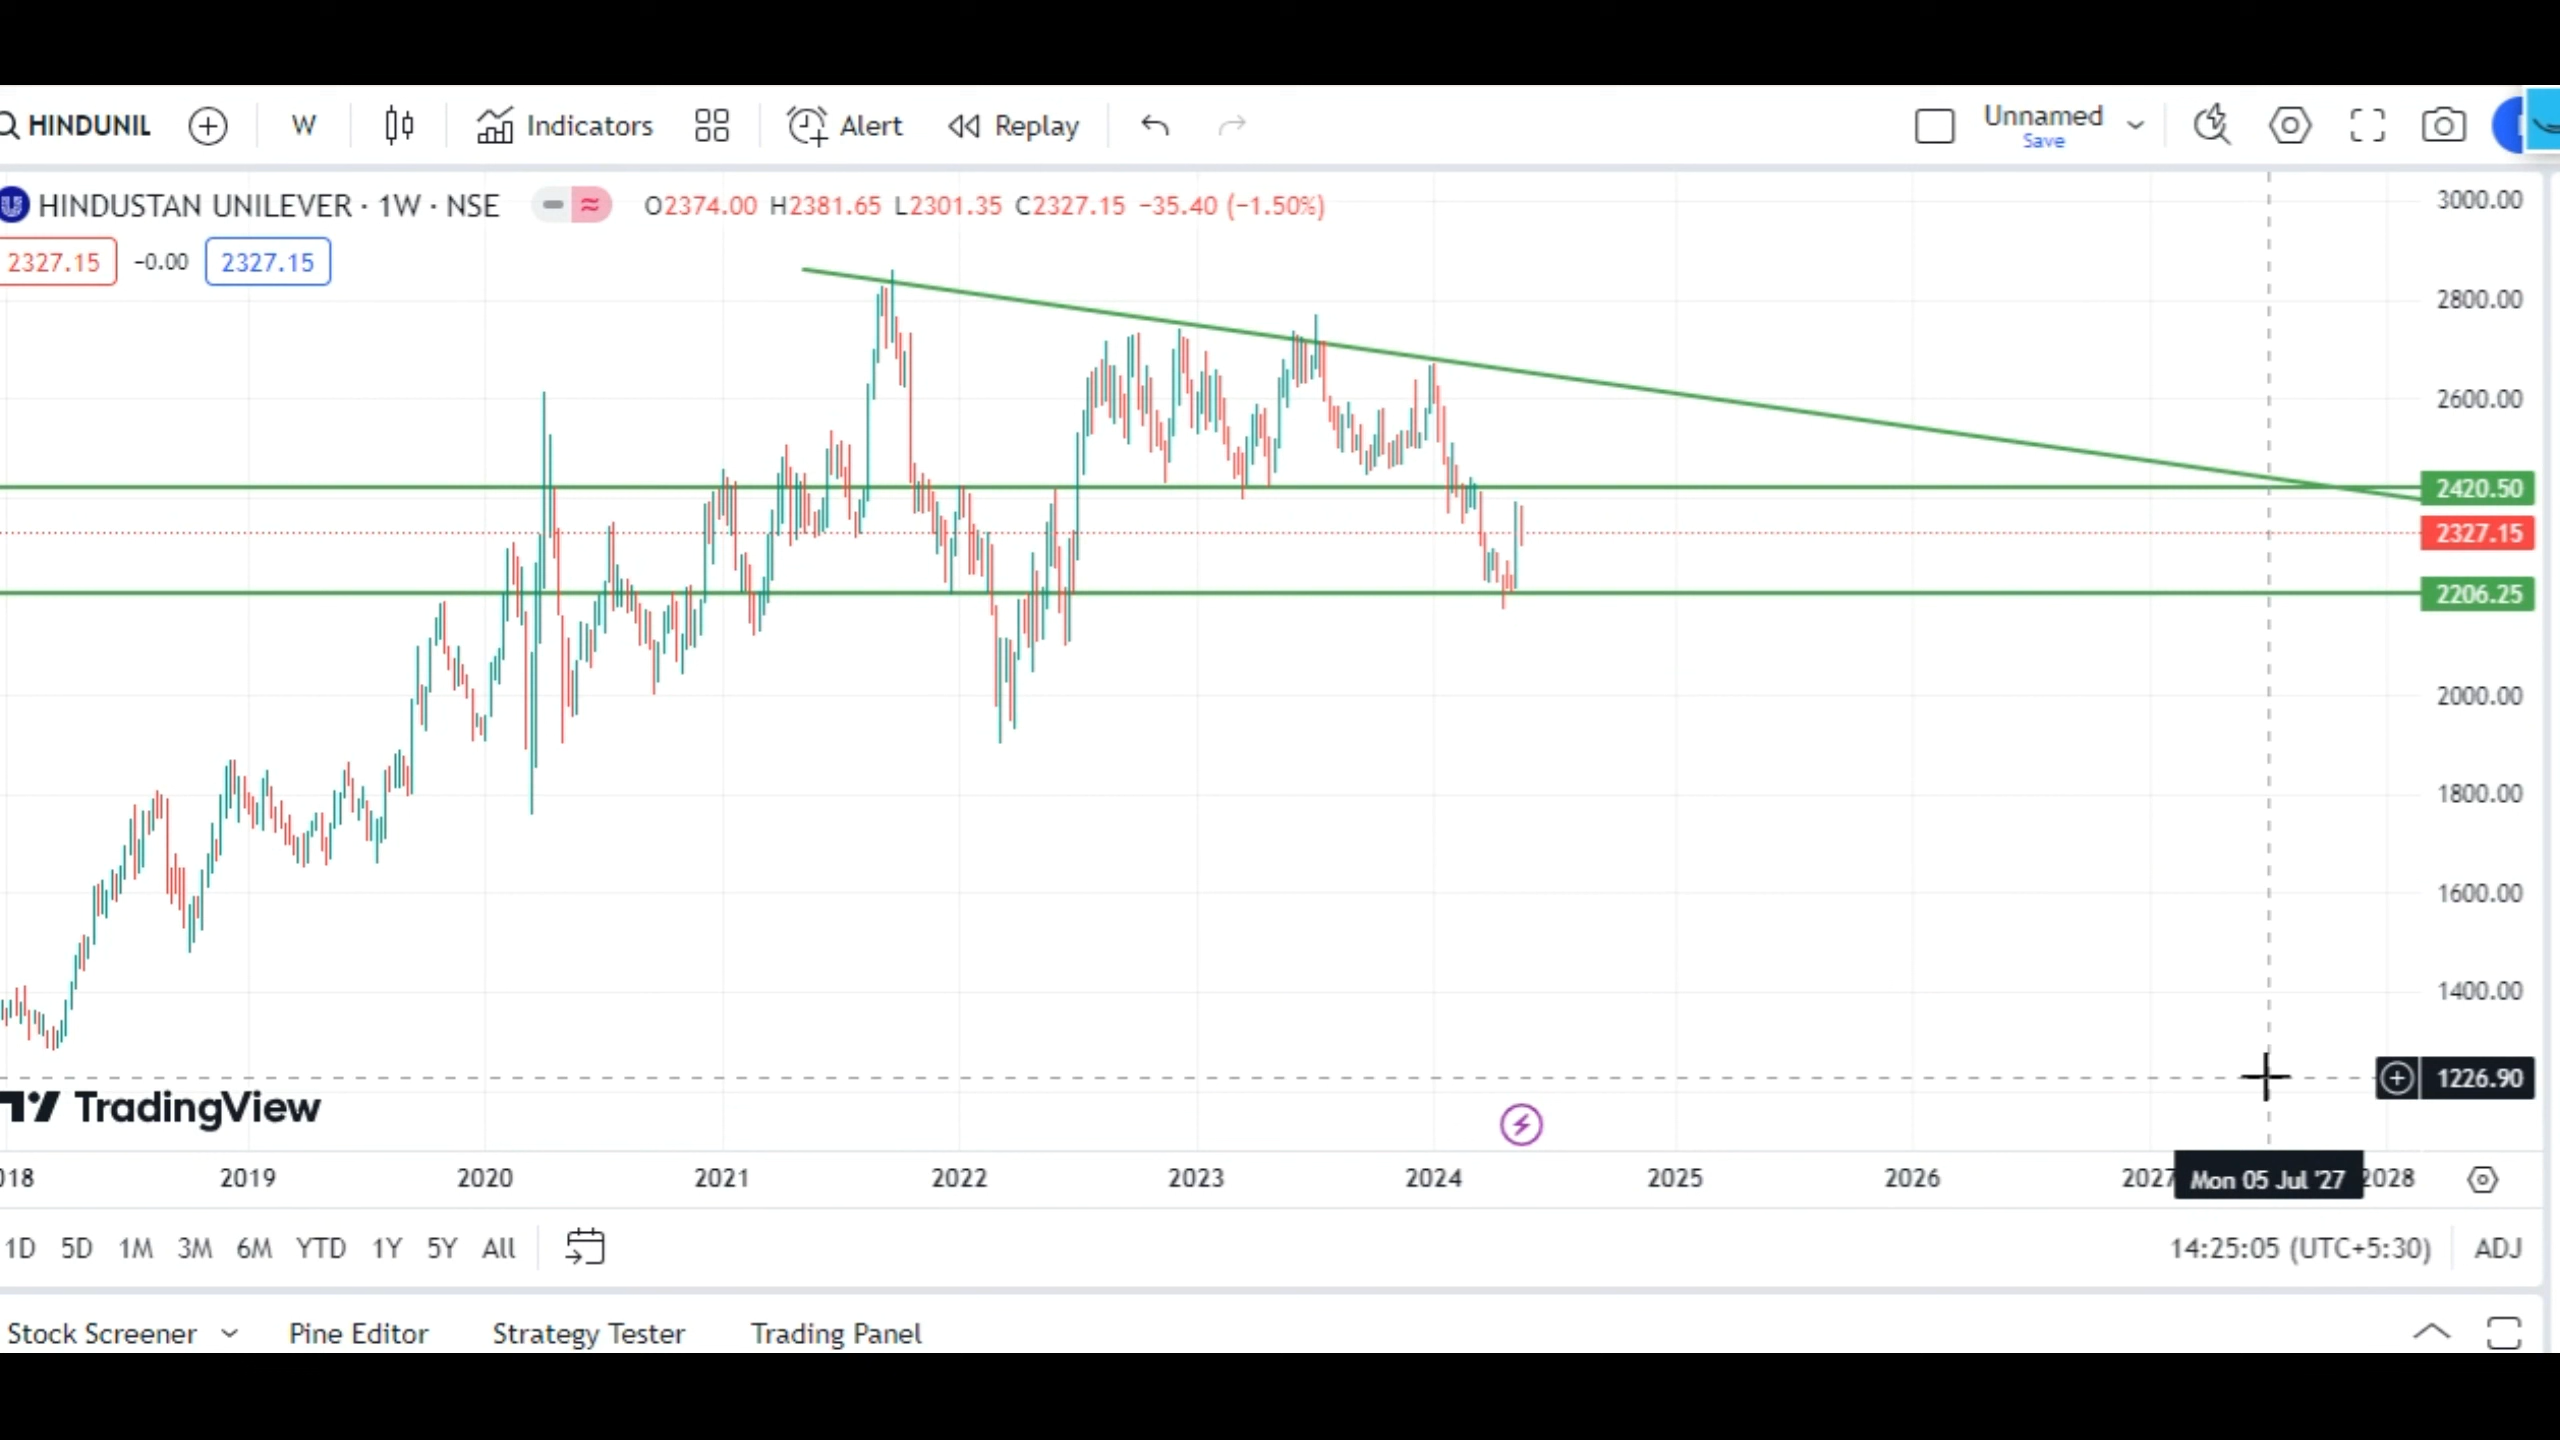 HINDUNIL W Indicators Alert Replay Unnamed
Save
HINDUSTAN UNILEVER · 1W · NSE O2374.00 H2381.65 L2301.35 C2327.15 −35.40 (−1.50%)
2327.15 −0.00 2327.15
3000.00
2800.00
2600.00
2420.50
2327.15
2206.25
2000.00
1800.00
1600.00
1400.00
1226.90
TradingView
018 2019 2020 2021 2022 2023 2024 2025 2026 2027 Mon 05 Jul '27 2028
1D 5D 1M 3M 6M YTD 1Y 5Y All 14:25:05 (UTC+5:30) ADJ
Stock Screener Pine Editor Strategy Tester Trading Panel